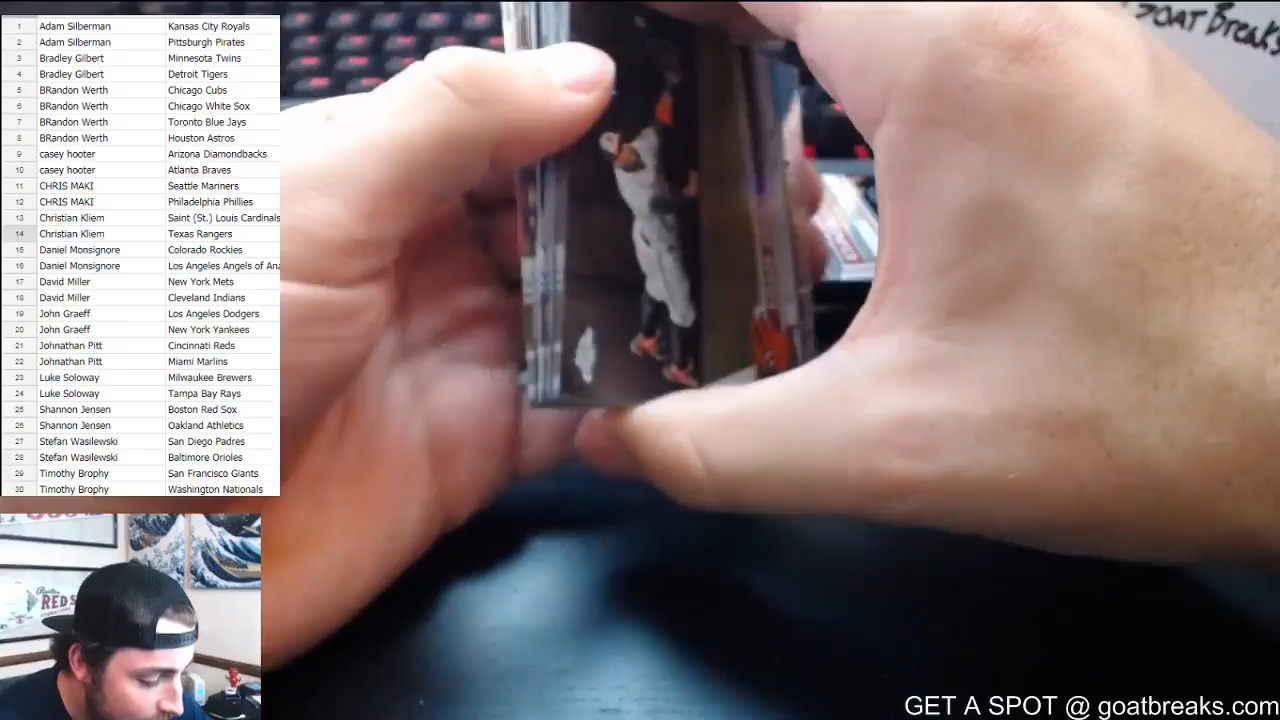 1 Adam Silberman Kansas City Royals
2 Adam Silberman Pittsburgh Pirates
3 Bradley Gilbert Minnesota Twins
4 Bradley Gilbert Detroit Tigers
5 BRandon Werth Chicago Cubs
6 BRandon Werth Chicago White Sox
7 BRandon Werth Toronto Blue Jays
8 BRandon Werth Houston Astros
9 casey hooter Arizona Diamondbacks
10 casey hooter Atlanta Braves
11 CHRIS MAKI Seattle Mariners
12 CHRIS MAKI Philadelphia Phillies
13 Christian Kliem Saint (St.) Louis Cardinals
14 Christian Kliem Texas Rangers
15 Daniel Monsignore Colorado Rockies
16 Daniel Monsignore Los Angeles Angels of Ana
17 David Miller New York Mets
18 David Miller Cleveland Indians
19 John Graeff Los Angeles Dodgers
20 John Graeff New York Yankees
21 Johnathan Pitt Cincinnati Reds
22 Johnathan Pitt Miami Marlins
23 Luke Soloway Milwaukee Brewers
24 Luke Soloway Tampa Bay Rays
25 Shannon Jensen Boston Red Sox
26 Shannon Jensen Oakland Athletics
27 Stefan Wasilewski San Diego Padres
28 Stefan Wasilewski Baltimore Orioles
29 Timothy Brophy San Francisco Giants
30 Timothy Brophy Washington Nationals
GOAT Breaks
REDS
GET A SPOT @ goatbreaks.com